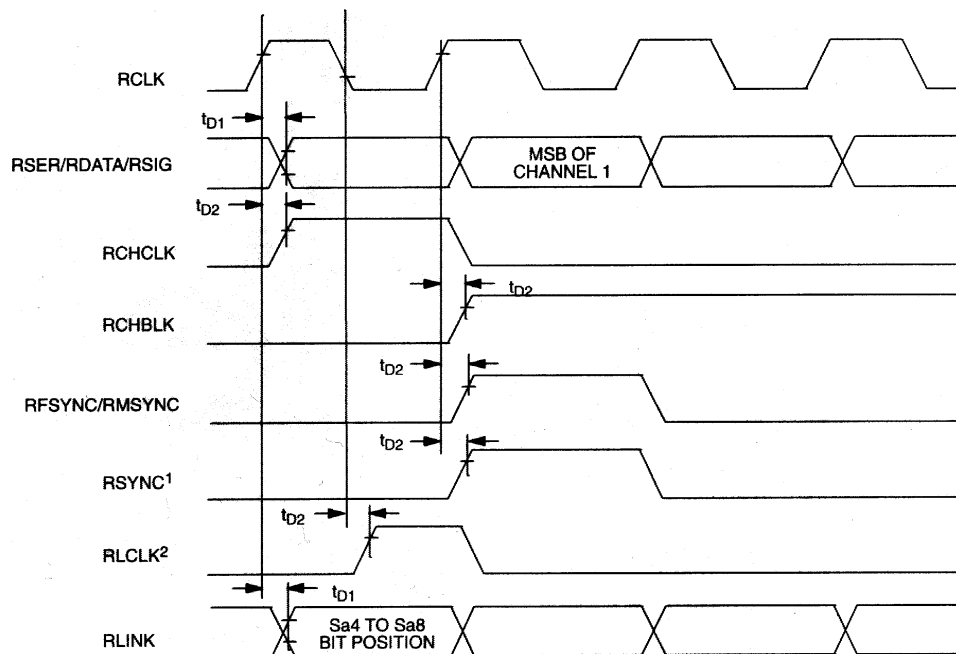 RCLK
tD1
RSER/RDATA/RSIG
MSB OF
CHANNEL 1
tD2
RCHCLK
tD2
RCHBLK
tD2
RFSYNC/RMSYNC
tD2
RSYNC1
tD2
RLCLK2
tD1
RLINK
Sa4 TO Sa8
BIT POSITION